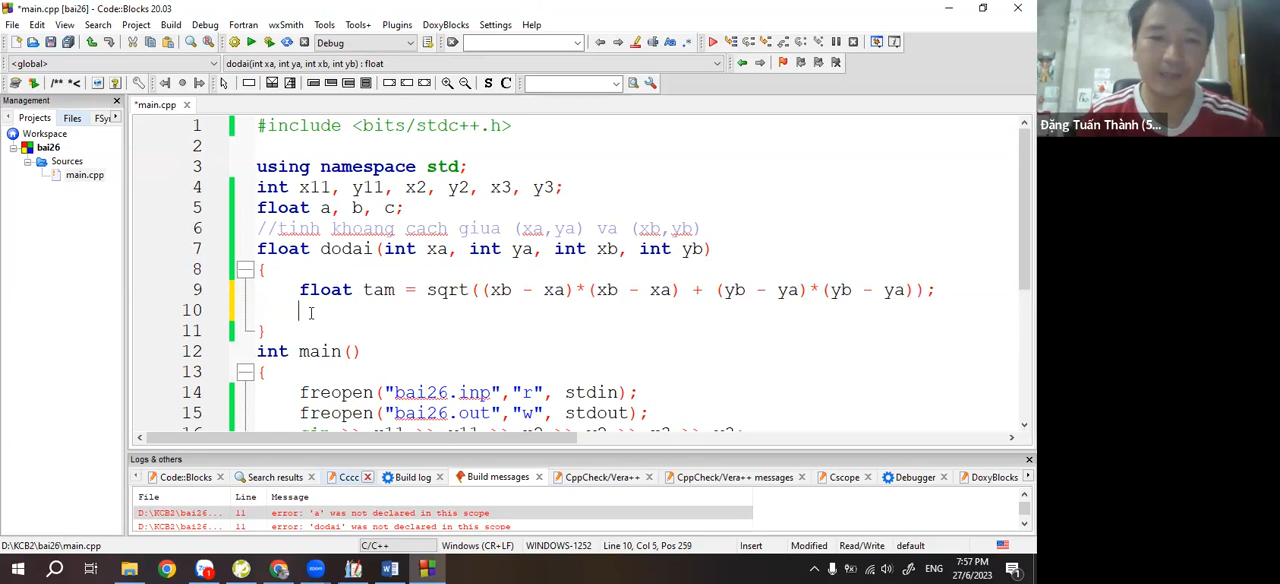 *main.cpp [bai26] - Code::Blocks 20.03
File Edit View Search Project Build Debug Fortran wxSmith Tools Tools+ Plugins DoxyBlocks Settings Help
Debug
<global> dodai(int xa, int ya, int xb, int yb) : float
/** *< S C
Management
Projects Files FSy
Workspace
bai26
Sources
main.cpp
*main.cpp
1 #include <bits/stdc++.h>
2
3 using namespace std;
4 int x11, y11, x2, y2, x3, y3;
5 float a, b, c;
6 //tinh khoang cach giua (xa,ya) va (xb,yb)
7 float dodai(int xa, int ya, int xb, int yb)
8 {
9 float tam = sqrt((xb - xa)*(xb - xa) + (yb - ya)*(yb - ya));
10
11 }
12 int main()
13 {
14 freopen("bai26.inp","r", stdin);
15 freopen("bai26.out","w", stdout);
Logs & others
Code::Blocks Search results Cccc Build log Build messages CppCheck/Vera++ CppCheck/Vera++ messages Cscope Debugger DoxyBlocks
File Line Message
D:\KCB2\bai26... 11 error: 'a' was not declared in this scope
D:\KCB2\bai26... 11 error: 'dodai' was not declared in this scope
D:\KCB2\bai26\main.cpp C/C++ Windows (CR+LF) WINDOWS-1252 Line 10, Col 5, Pos 259 Insert Modified Read/Write default
ENG 7:57 PM
27/6/2023
Đặng Tuấn Thành (5...